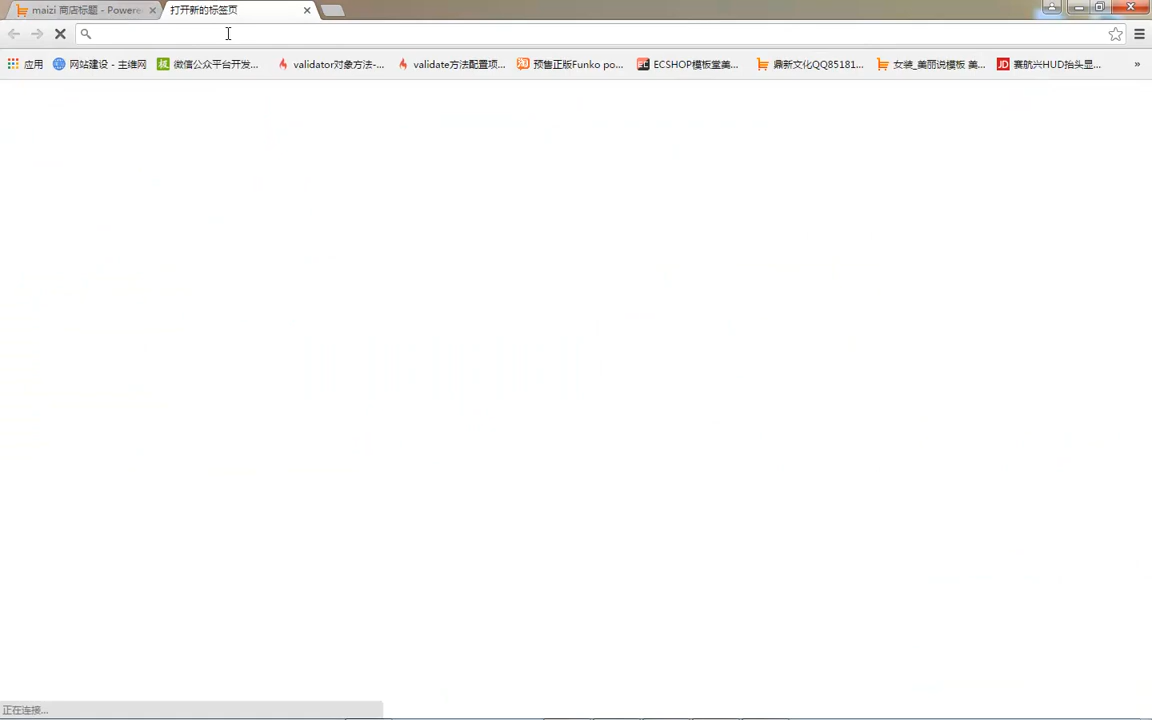 maizi 商店标题 - Powere
打开新的标签页
应用
网站建设 - 主维网
微信公众平台开发...
validator对象方法-...
validate方法配置项...
预售正版Funko po...
ECSHOP模板堂美...
鼎新文化QQ85181...
女装_美丽说模板 美...
JD
赛航兴HUD抬头显...
»
正在连接...